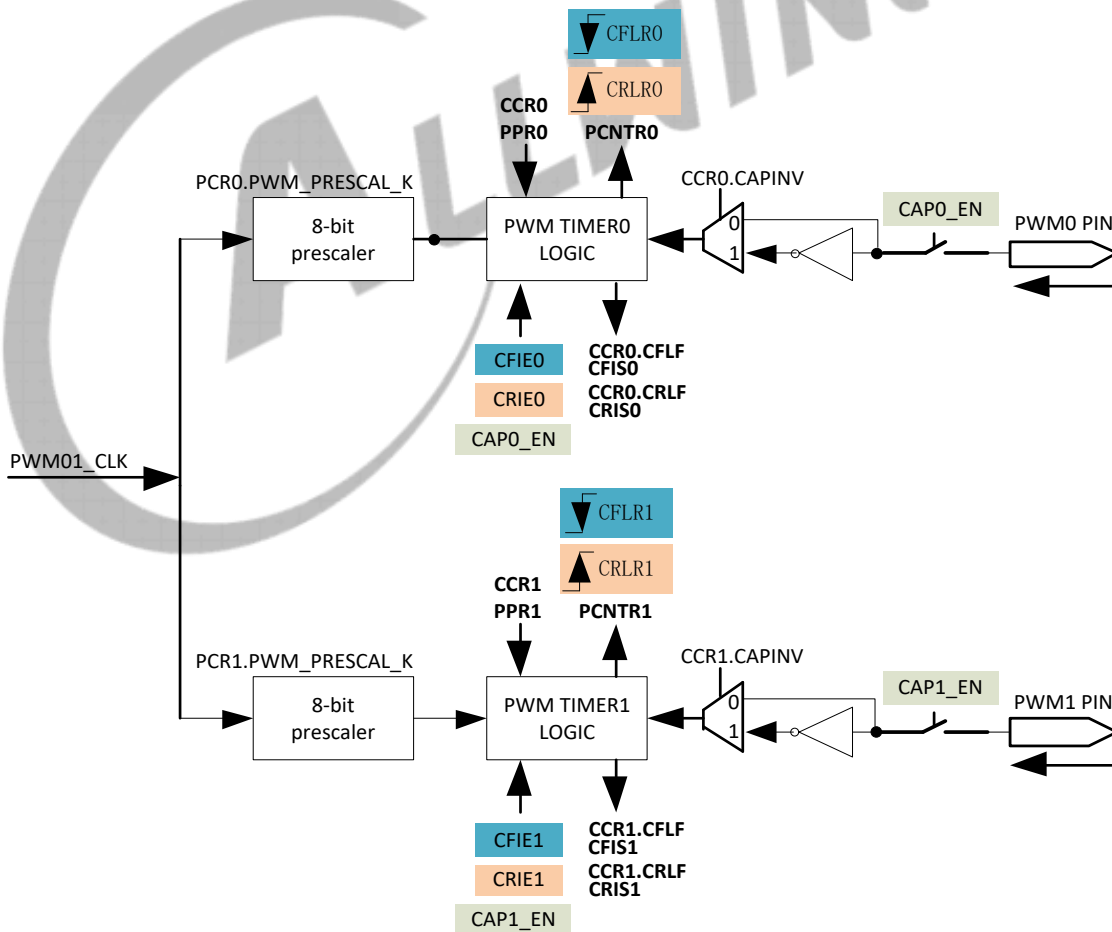 ALLWIN
CFLR0
CRLR0
CCR0
PPR0
PCNTR0
PCR0.PWM_PRESCAL_K
8-bit
prescaler
PWM TIMER0
LOGIC
CCR0.CAPINV
0
1
CAP0_EN
PWM0 PIN
CFIE0
CRIE0
CAP0_EN
CCR0.CFLF
CFIS0
CCR0.CRLF
CRIS0
PWM01_CLK
CFLR1
CRLR1
CCR1
PPR1
PCNTR1
PCR1.PWM_PRESCAL_K
8-bit
prescaler
PWM TIMER1
LOGIC
CCR1.CAPINV
0
1
CAP1_EN
PWM1 PIN
CFIE1
CRIE1
CAP1_EN
CCR1.CFLF
CFIS1
CCR1.CRLF
CRIS1